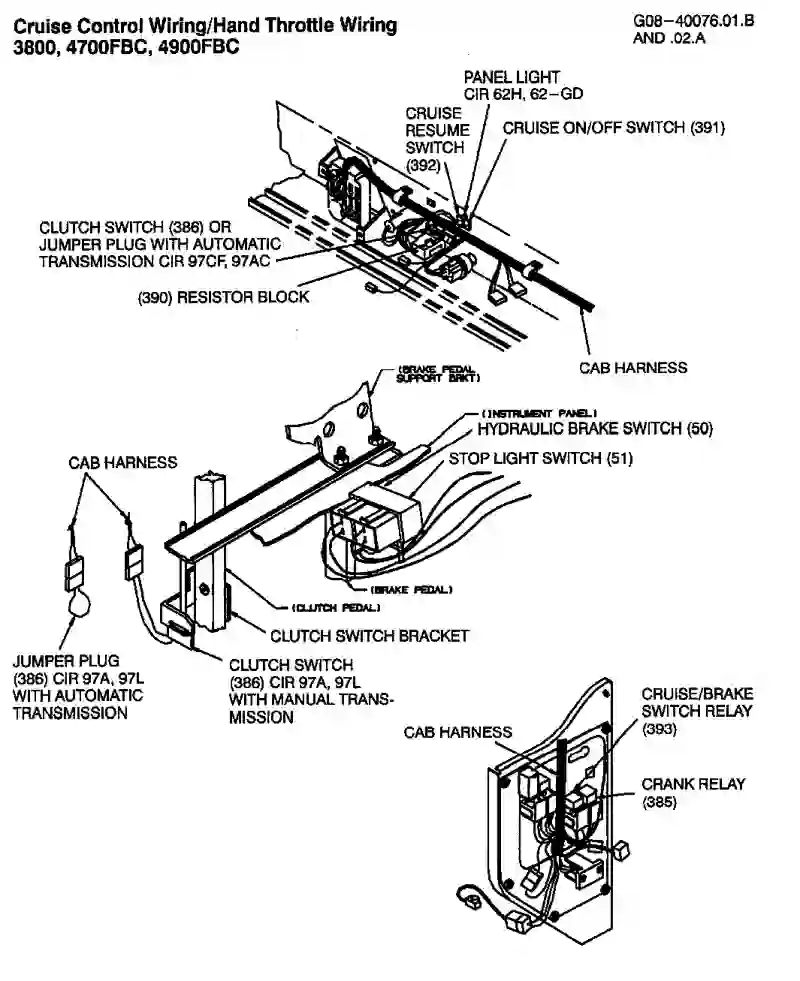 Cruise Control Wiring/Hand Throttle Wiring
3800, 4700FBC, 4900FBC
G08-40076.01.B
AND .02.A
PANEL LIGHT
CIR 62H, 62-GD
CRUISE
RESUME
SWITCH
(392)
CRUISE ON/OFF SWITCH (391)
CLUTCH SWITCH (386) OR
JUMPER PLUG WITH AUTOMATIC
TRANSMISSION CIR 97CF, 97AC
(390) RESISTOR BLOCK
CAB HARNESS
(BRAKE PEDAL
SUPPORT BRKT)
(INSTRUMENT PANEL)
HYDRAULIC BRAKE SWITCH (50)
STOP LIGHT SWITCH (51)
CAB HARNESS
(BRAKE PEDAL)
(CLUTCH PEDAL)
CLUTCH SWITCH BRACKET
JUMPER PLUG
(386) CIR 97A, 97L
WITH AUTOMATIC
TRANSMISSION
CLUTCH SWITCH
(386) CIR 97A, 97L
WITH MANUAL TRANS-
MISSION
CAB HARNESS
CRUISE/BRAKE
SWITCH RELAY
(393)
CRANK RELAY
(385)